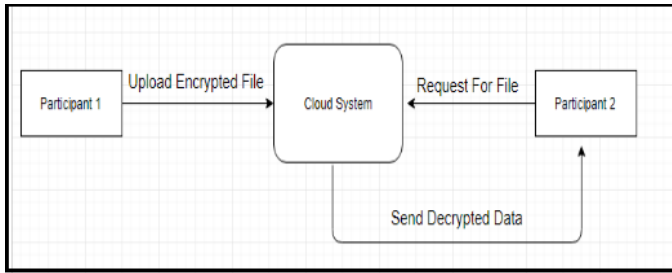 Upload Encrypted File
Request For File
Participant 1
Cloud System
Participant 2
Send Decrypted Data